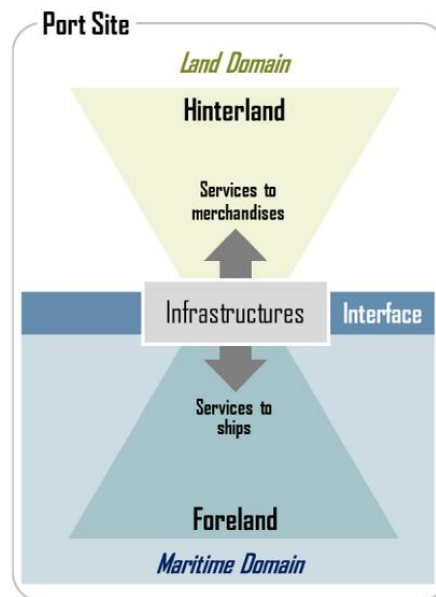 Port Site
Land Domain
Hinterland
Services to
merchandises
Infrastructures
Interface
Services to
ships
Foreland
Maritime Domain